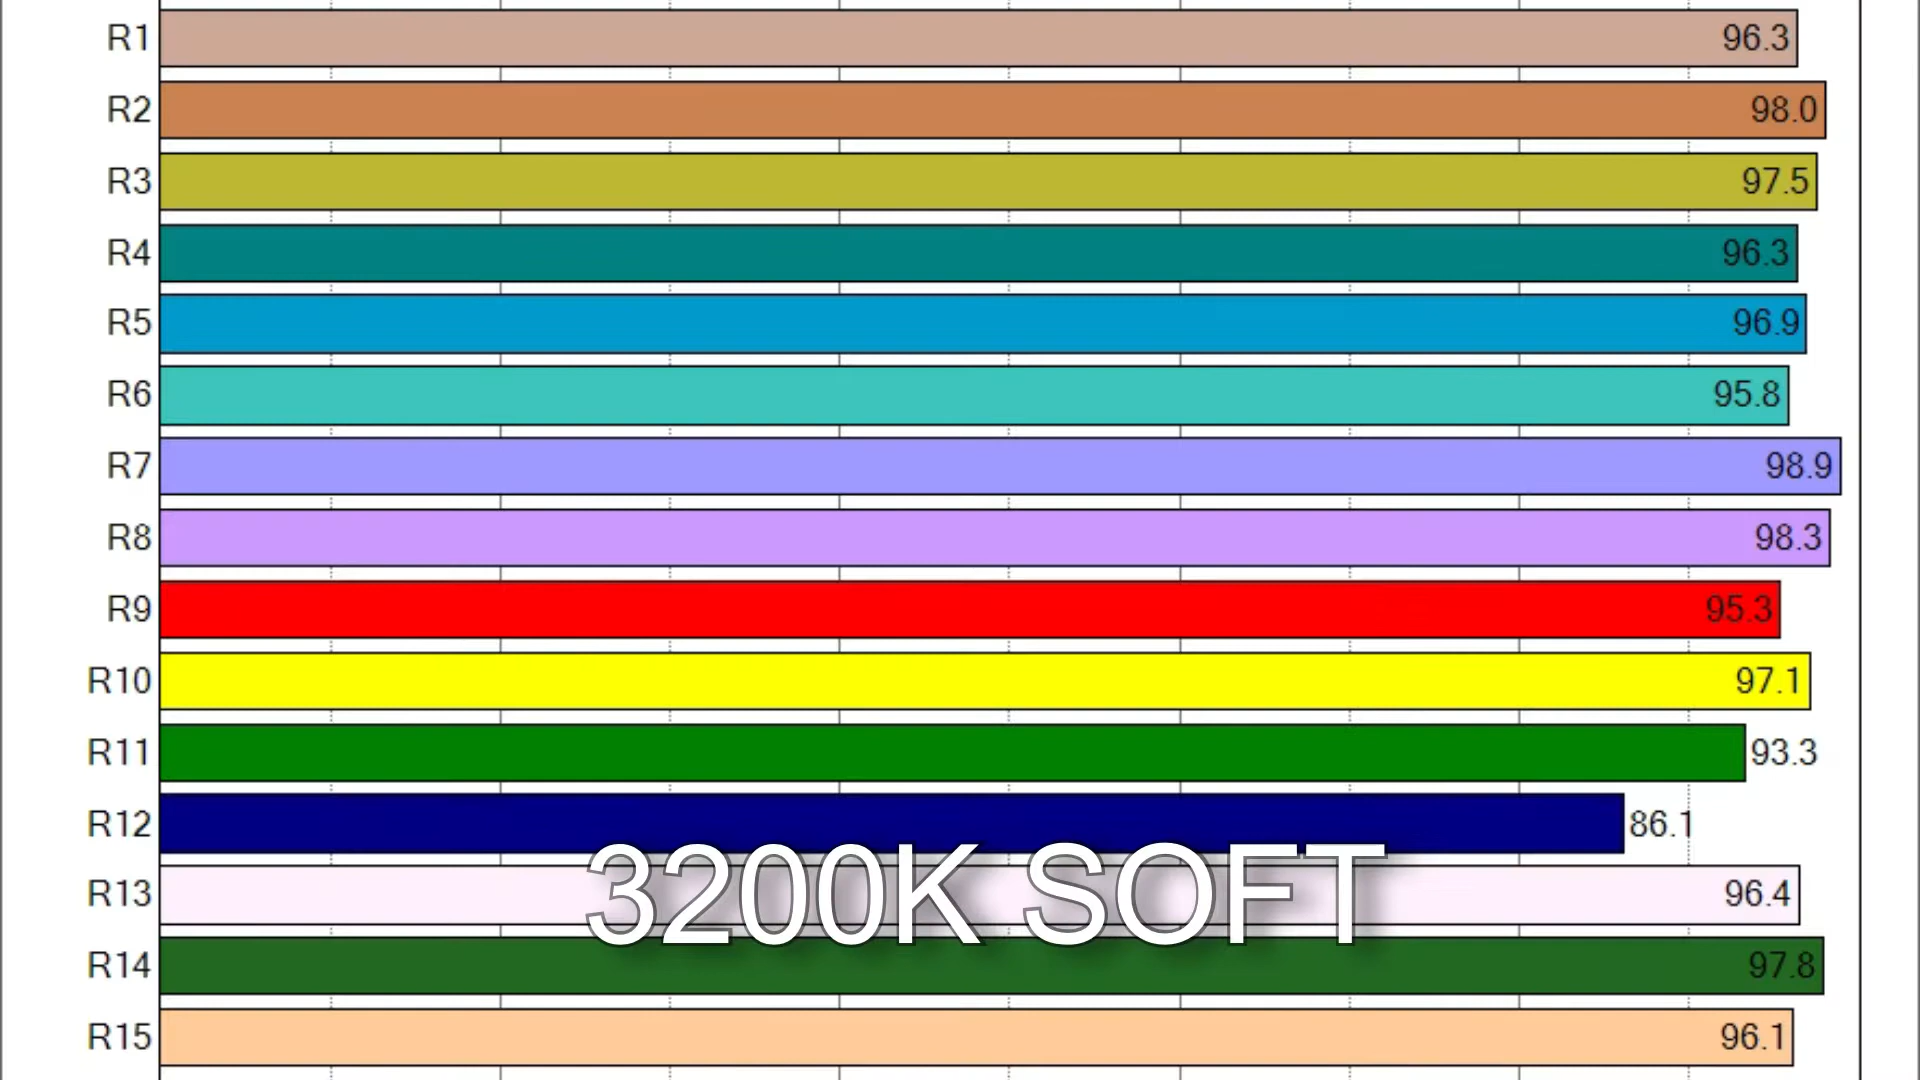 R1 96.3
R2 98.0
R3 97.5
R4 96.3
R5 96.9
R6 95.8
R7 98.9
R8 98.3
R9 95.3
R10 97.1
R11 93.3
R12 86.1
3200K SOFT
R13 96.4
R14 97.8
R15 96.1